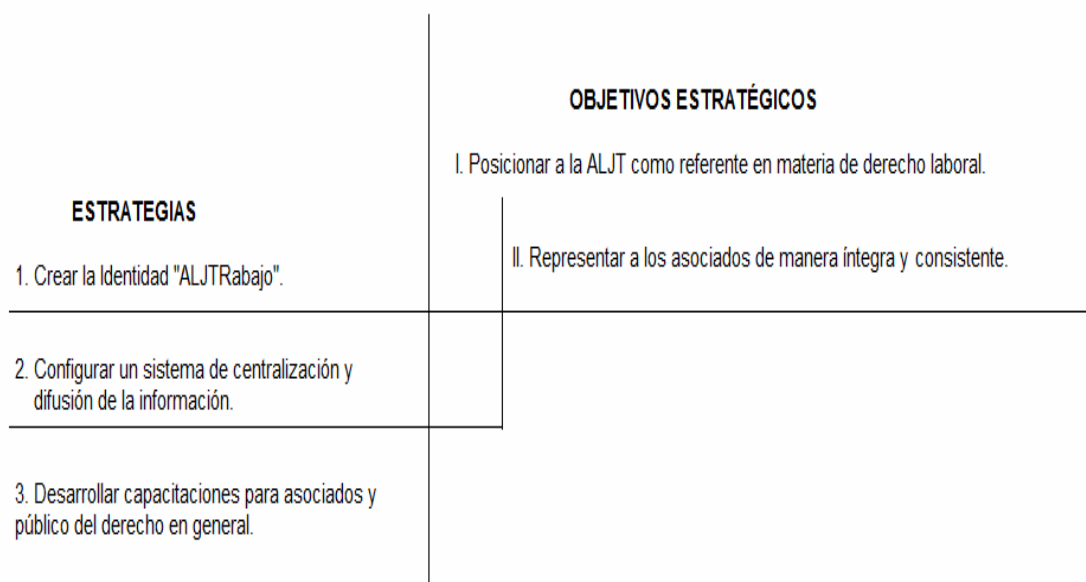 OBJETIVOS ESTRATÉGICOS
I. Posicionar a la ALJT como referente en materia de derecho laboral.
ESTRATEGIAS
II. Representar a los asociados de manera íntegra y consistente.
1. Crear la Identidad "ALJTRabajo".
2. Configurar un sistema de centralización y
difusión de la información.
3. Desarrollar capacitaciones para asociados y
público del derecho en general.